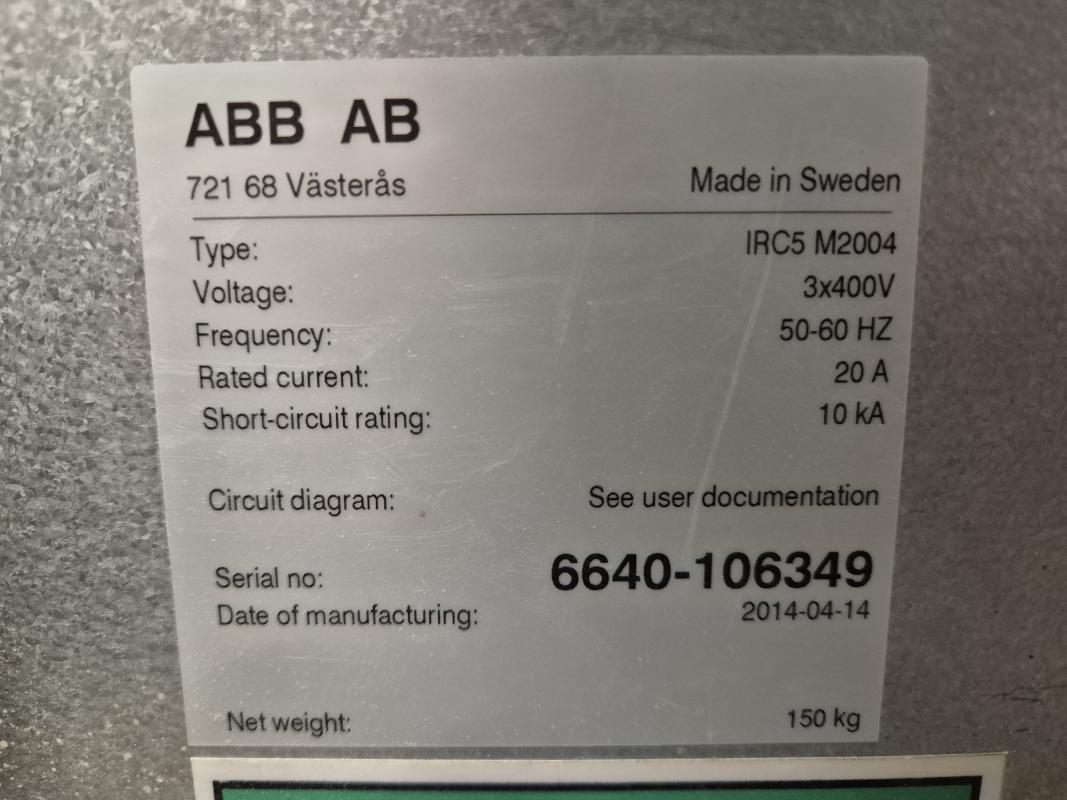 ABB AB
721 68 Västerås Made in Sweden
Type: IRC5 M2004
Voltage: 3x400V
Frequency: 50-60 HZ
Rated current: 20 A
Short-circuit rating: 10 kA
Circuit diagram: See user documentation
Serial no: 6640-106349
Date of manufacturing: 2014-04-14
Net weight: 150 kg